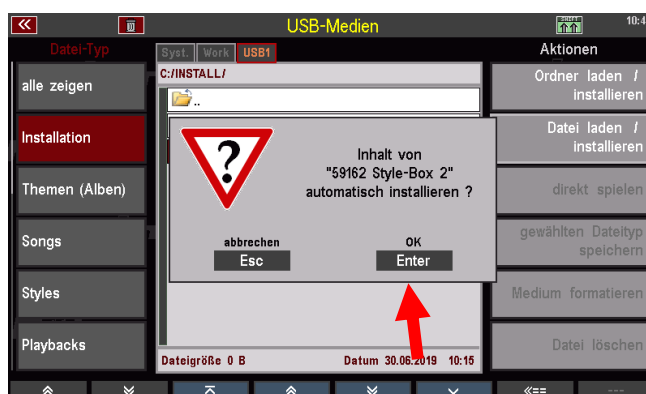 USB-Medien
10:4
Datei-Typ
Syst. Work USB1
Aktionen
alle zeigen
C:/INSTALL/
..
Ordner laden /
installieren
Installation
Datei laden /
installieren
Inhalt von
"59162 Style-Box 2"
automatisch installieren ?
Themen (Alben)
direkt spielen
Songs
abbrechen
Esc
OK
Enter
gewählten Dateityp
speichern
Styles
Medium formatieren
Playbacks
Datei löschen
Dateigröße 0 B
Datum 30.06.2019 10:15